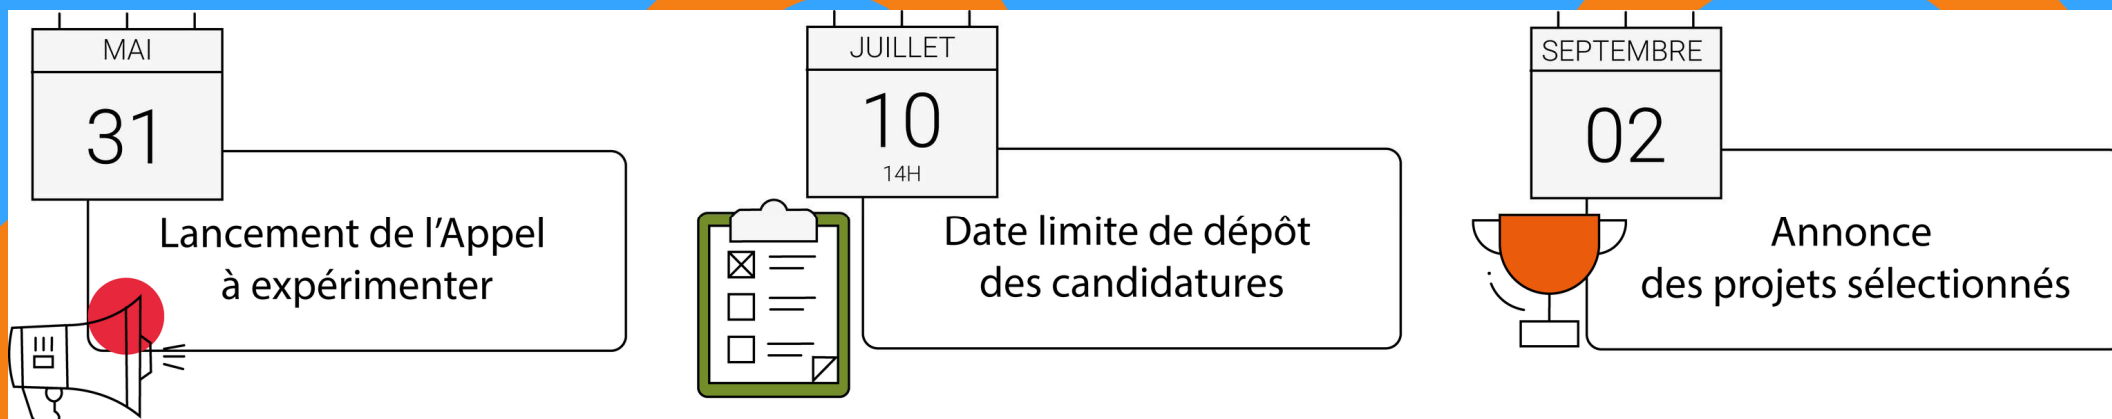 MAI
31
Lancement de l’Appel
à expérimenter
JUILLET
10
14H
Date limite de dépôt
des candidatures
SEPTEMBRE
02
Annonce
des projets sélectionnés